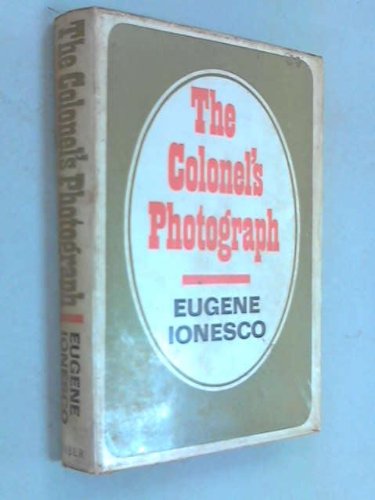 The
Colonel's
Photograph
EUGENE
IONESCO
The Colonel's Photograph
EUGENE
IONESCO